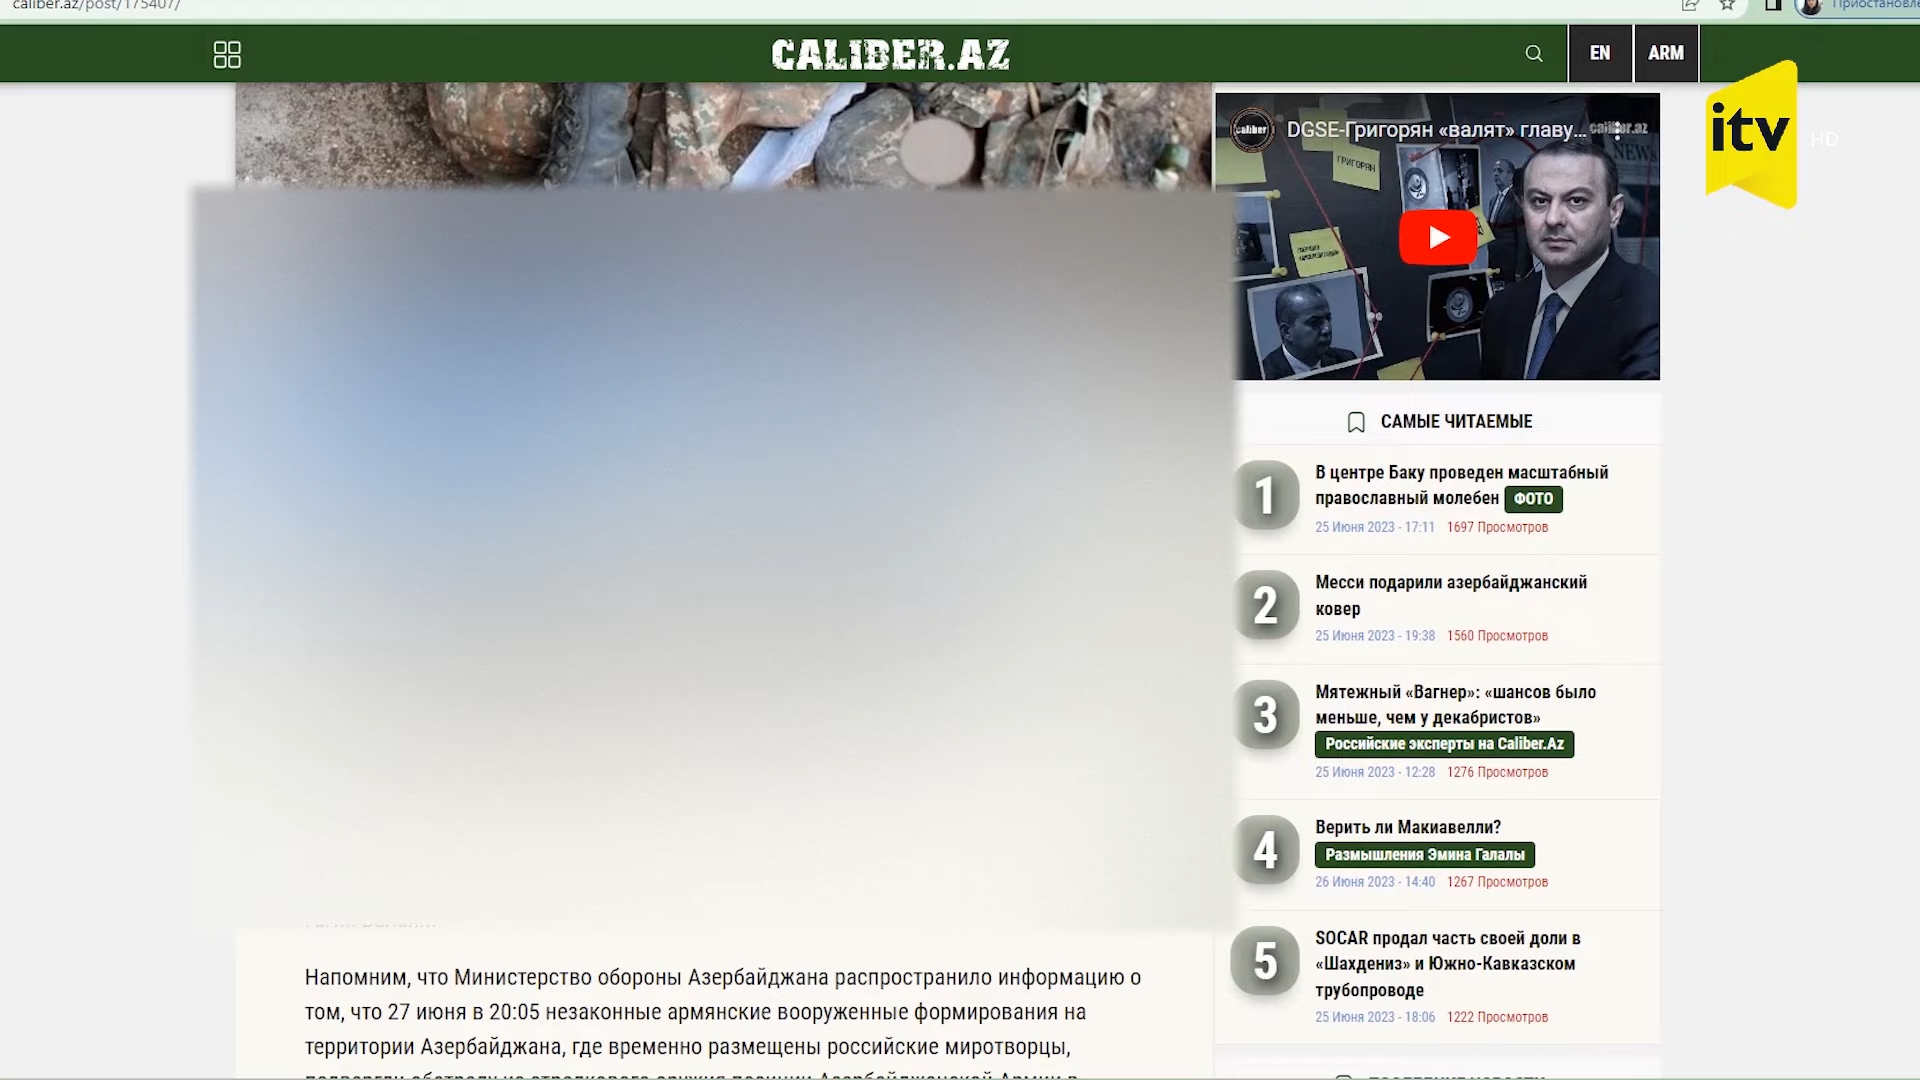 caliber.az/post/175407/
CALIBER.AZ
EN
ARM
itv
HD
caliber
DGSE-Григорян «валят» главу...
caliber.az
ГРИГОРЯН
NEWS
САМЫЕ ЧИТАЕМЫЕ
1
В центре Баку проведен масштабный
православный молебен ФОТО
25 Июня 2023 - 17:11 1697 Просмотров
2
Месси подарили азербайджанский
ковер
25 Июня 2023 - 19:38 1560 Просмотров
3
Мятежный «Вагнер»: «шансов было
меньше, чем у декабристов»
Российские эксперты на Caliber.Az
25 Июня 2023 - 12:28 1276 Просмотров
4
Верить ли Макиавелли?
Размышления Эмина Галалы
26 Июня 2023 - 14:40 1267 Просмотров
5
SOCAR продал часть своей доли в
«Шахдениз» и Южно-Кавказском
трубопроводе
25 Июня 2023 - 18:06 1222 Просмотров
Напомним, что Министерство обороны Азербайджана распространило информацию о
том, что 27 июня в 20:05 незаконные армянские вооруженные формирования на
территории Азербайджана, где временно размещены российские миротворцы,